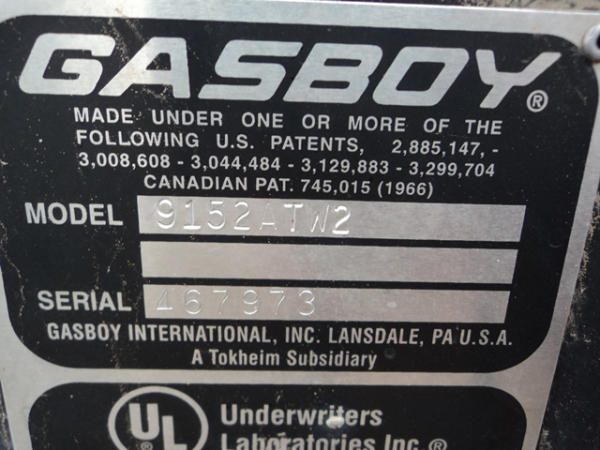 GASBOY®
MADE UNDER ONE OR MORE OF THE
FOLLOWING U.S. PATENTS, 2,885,147, -
3,008,608 - 3,044,484 - 3,129,883 - 3,299,704
CANADIAN PAT. 745,015 (1966)
MODEL 9152ATW2
SERIAL 467973
GASBOY INTERNATIONAL, INC. LANSDALE, PA U.S.A.
A Tokheim Subsidiary
UL® Underwriters
Laboratories Inc.®